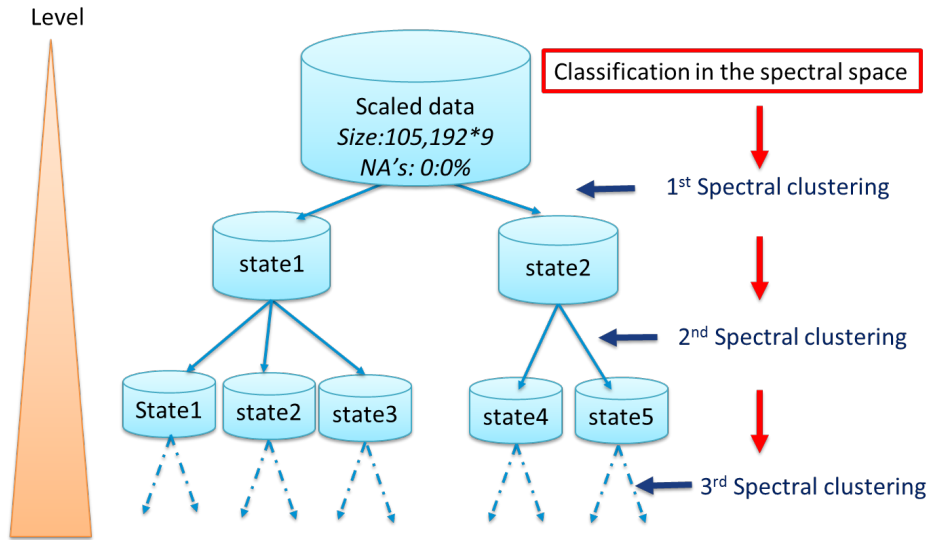 Level
Classification in the spectral space
Scaled data
Size:105,192*9
NA's: 0:0%
1st Spectral clustering
state1
state2
2nd Spectral clustering
State1
state2
state3
state4
state5
3rd Spectral clustering